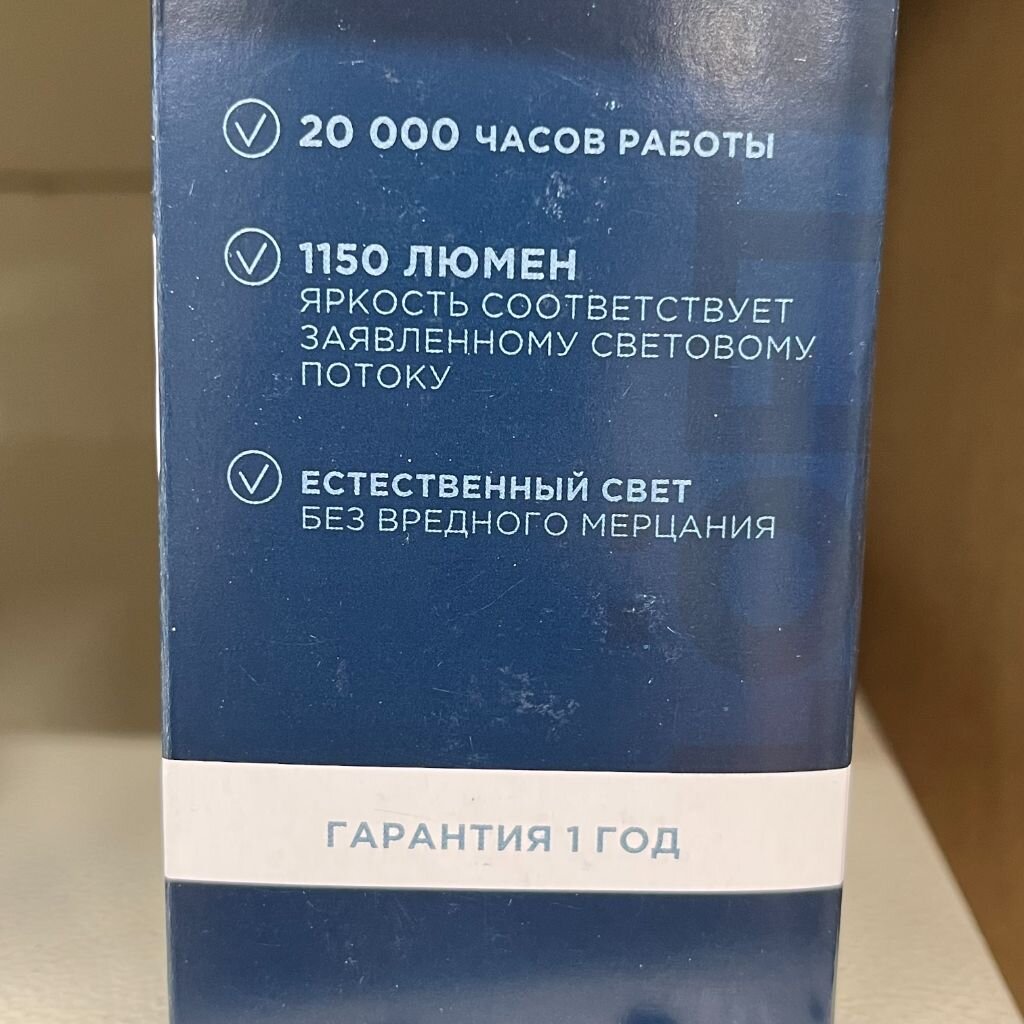 20 000 ЧАСОВ РАБОТЫ
1150 ЛЮМЕН
ЯРКОСТЬ СООТВЕТСТВУЕТ
ЗАЯВЛЕННОМУ СВЕТОВОМУ
ПОТОКУ
ЕСТЕСТВЕННЫЙ СВЕТ
БЕЗ ВРЕДНОГО МЕРЦАНИЯ
ГАРАНТИЯ 1 ГОД